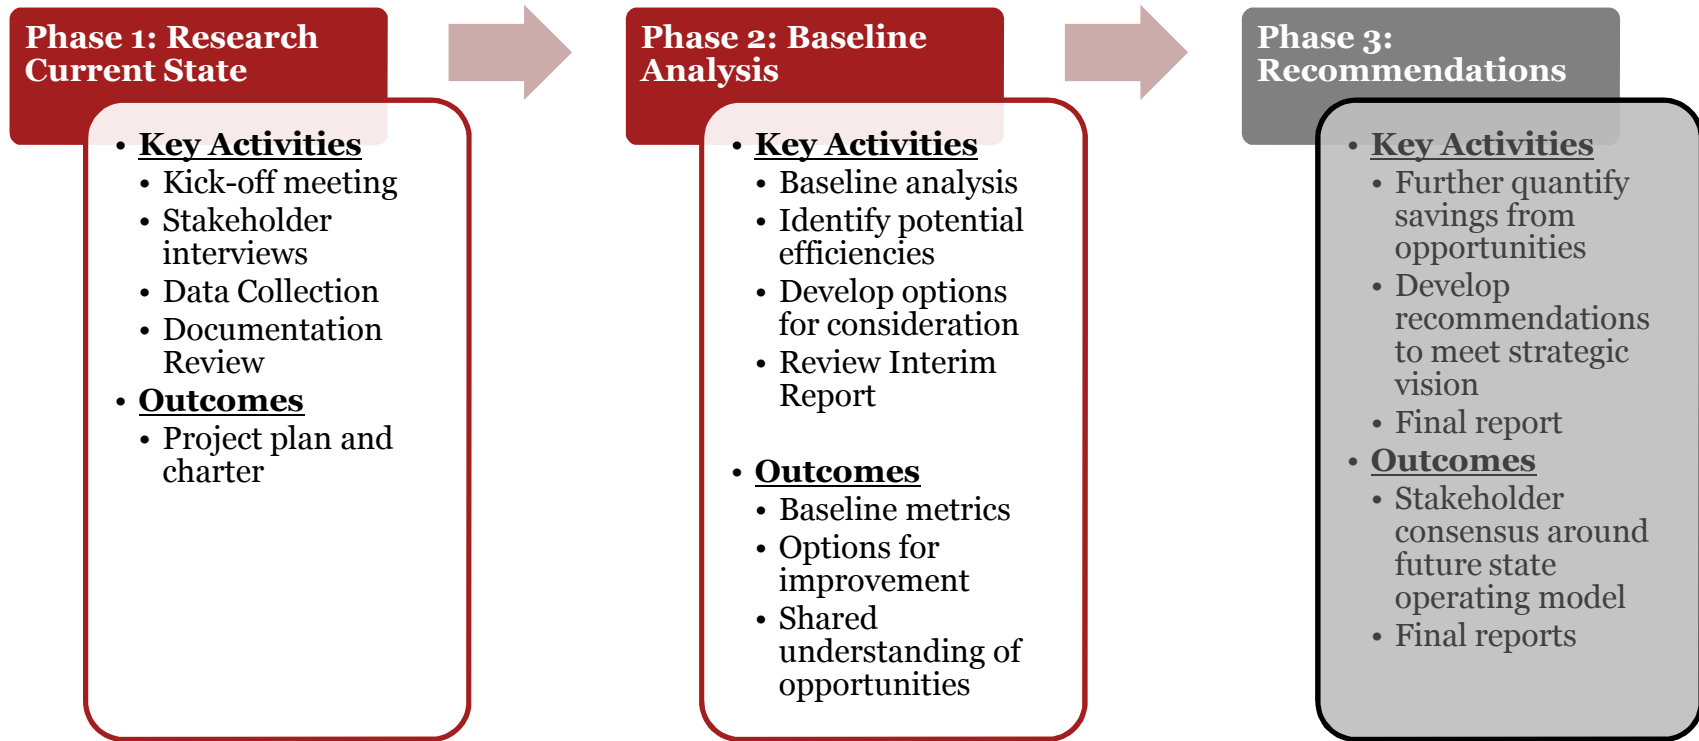 Phase 1: Research
Current State
• Key Activities
• Kick-off meeting
• Stakeholder
interviews
• Data Collection
• Documentation
Review
• Outcomes
• Project plan and
charter
Phase 2: Baseline
Analysis
• Key Activities
• Baseline analysis
• Identify potential
efficiencies
• Develop options
for consideration
• Review Interim
Report
• Outcomes
• Baseline metrics
• Options for
improvement
• Shared
understanding of
opportunities
Phase 3:
Recommendations
• Key Activities
• Further quantify
savings from
opportunities
• Develop
recommendations
to meet strategic
vision
• Final report
• Outcomes
• Stakeholder
consensus around
future state
operating model
• Final reports